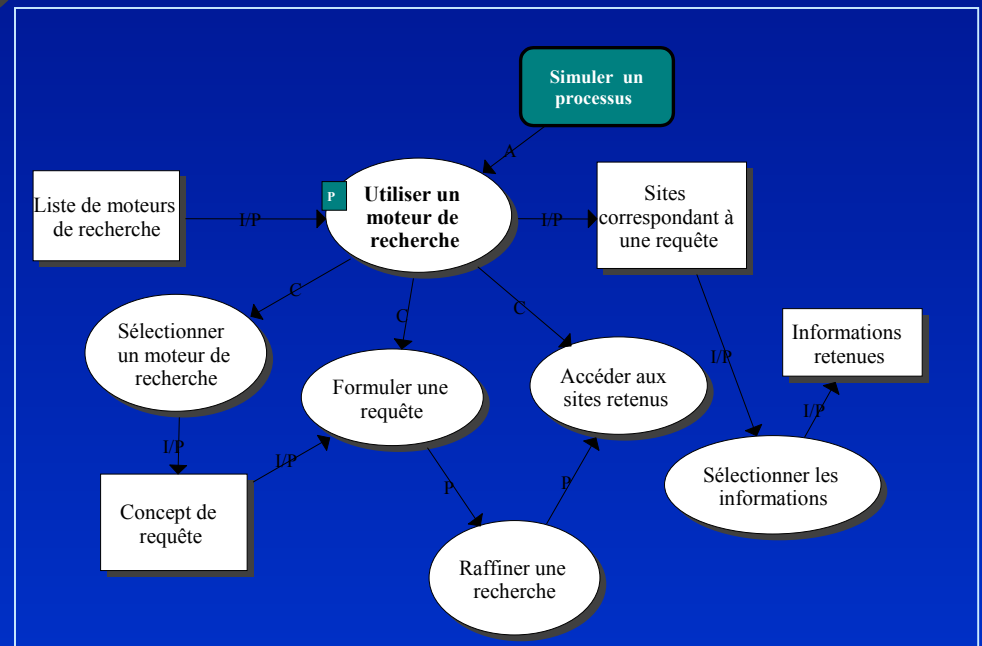 Simuler un
processus
A
P
Utiliser un
moteur de
recherche
Liste de moteurs
de recherche
I/P
I/P
Sites
correspondant à
une requête
C
C
C
Sélectionner
un moteur de
recherche
Formuler une
requête
Accéder aux
sites retenus
I/P
Informations
retenues
I/P
I/P
I/P
Concept de
requête
P
P
Sélectionner les
informations
Raffiner une
recherche